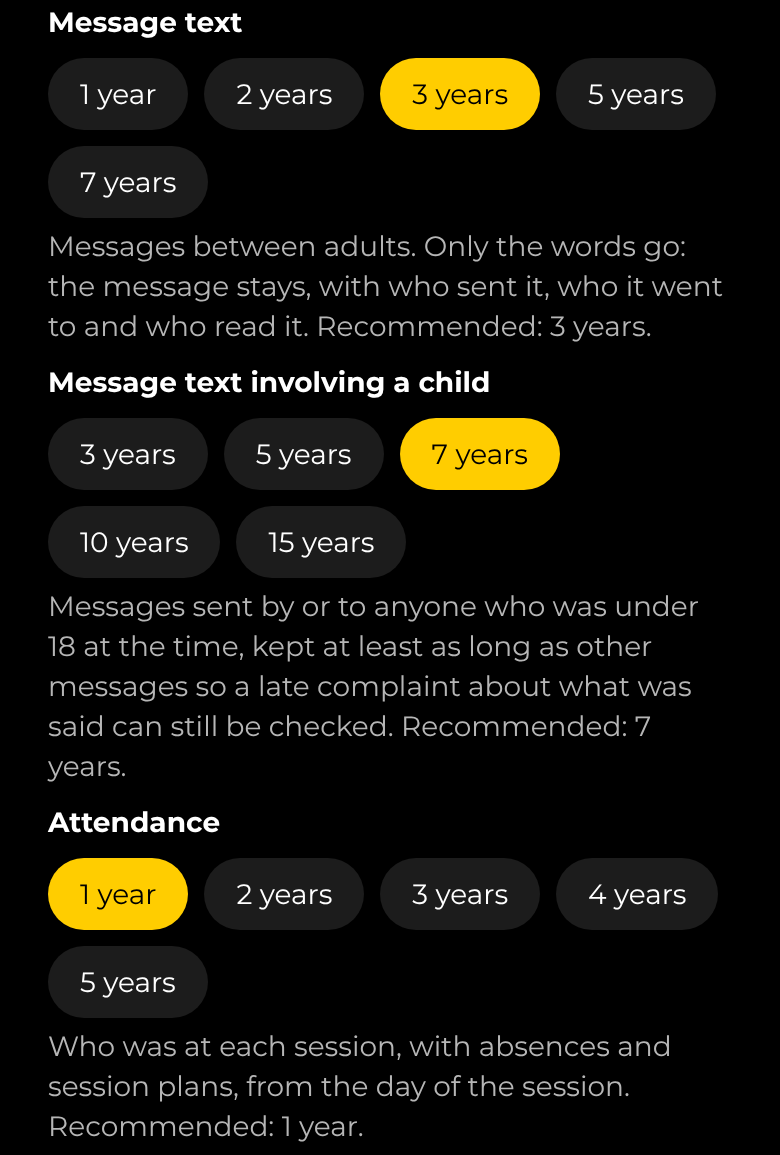 Message text
1 year 2 years 3 years 5 years
7 years
Messages between adults. Only the words go:
the message stays, with who sent it, who it went
to and who read it. Recommended: 3 years.
Message text involving a child
3 years 5 years 7 years
10 years 15 years
Messages sent by or to anyone who was under
18 at the time, kept at least as long as other
messages so a late complaint about what was
said can still be checked. Recommended: 7
years.
Attendance
1 year 2 years 3 years 4 years
5 years
Who was at each session, with absences and
session plans, from the day of the session.
Recommended: 1 year.